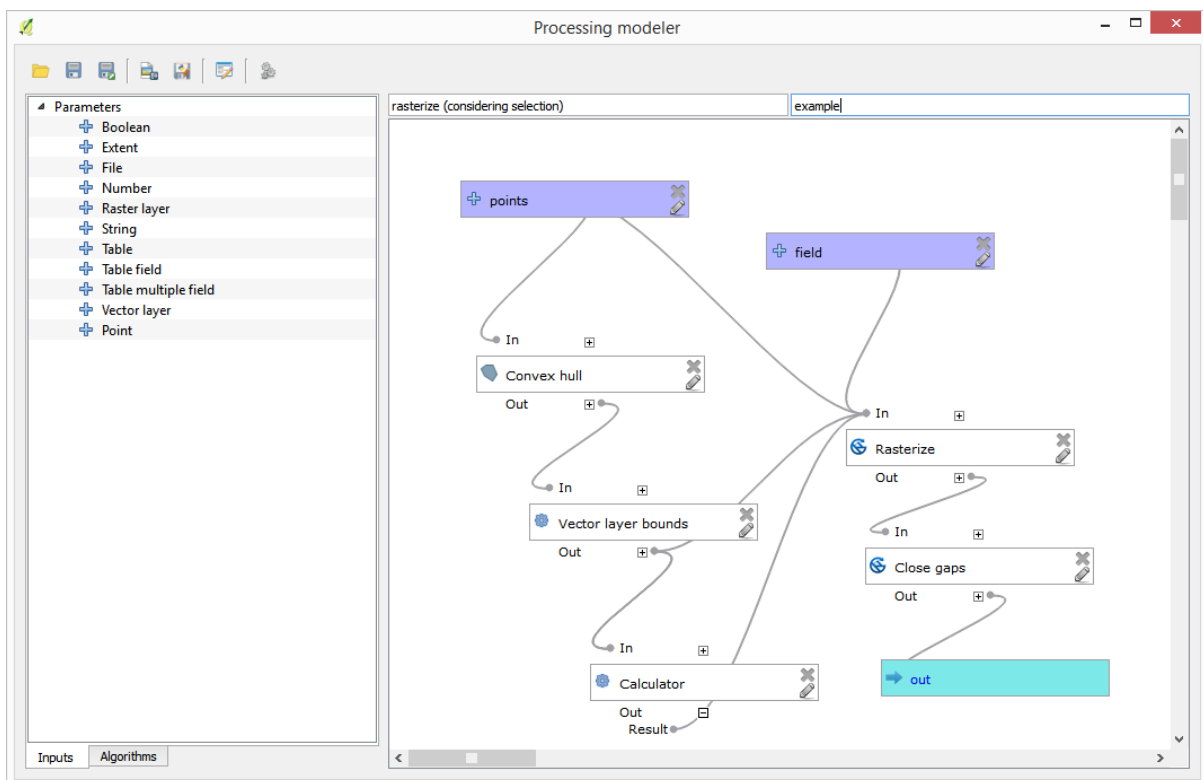 Processing modeler
Parameters
Boolean
Extent
File
Number
Raster layer
String
Table
Table field
Table multiple field
Vector layer
Point
Inputs
Algorithms
rasterize (considering selection)
example
points
field
In
Convex hull
Out
In
Rasterize
Out
In
Vector layer bounds
Out
In
Close gaps
Out
In
Calculator
Out
Result
out